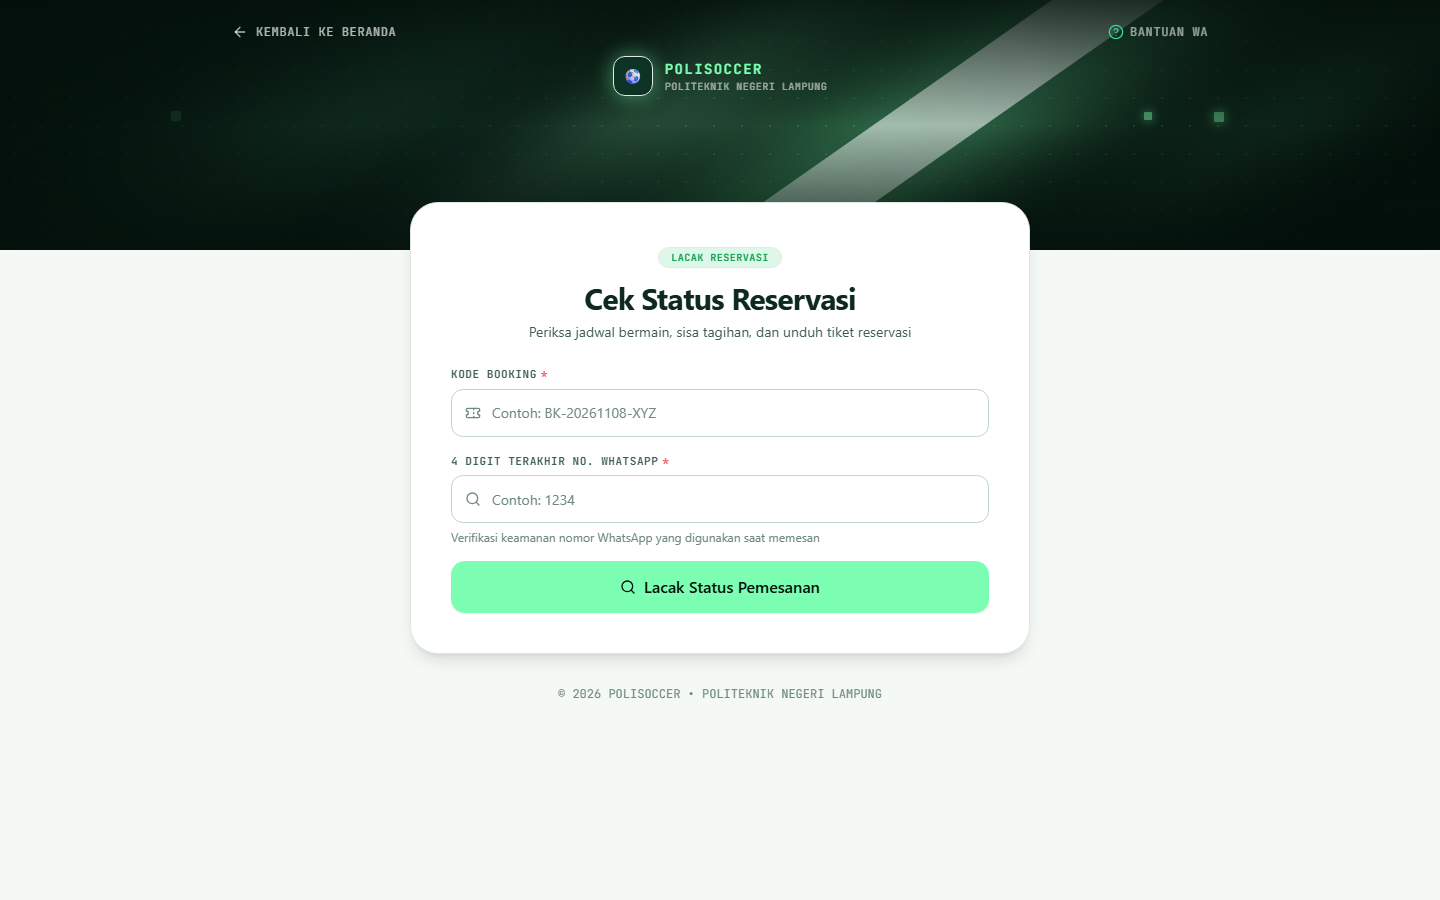 KEMBALI KE BERANDA
BANTUAN WA
POLISOCCER
POLITEKNIK NEGERI LAMPUNG
LACAK RESERVASI
Cek Status Reservasi
Periksa jadwal bermain, sisa tagihan, dan unduh tiket reservasi
KODE BOOKING *
Contoh: BK-20261108-XYZ
4 DIGIT TERAKHIR NO. WHATSAPP *
Contoh: 1234
Verifikasi keamanan nomor WhatsApp yang digunakan saat memesan
Lacak Status Pemesanan
© 2026 POLISOCCER • POLITEKNIK NEGERI LAMPUNG